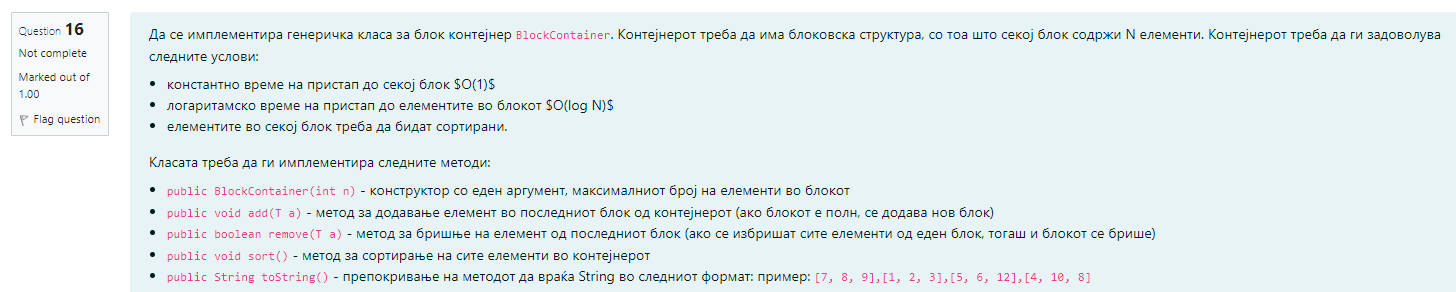 Question 16
Not complete
Marked out of
1.00
Flag question
Да се имплементира генеричка класа за блок контејнер BlockContainer. Контејнерот треба да има блоковска структура, со тоа што секој блок содржи N елементи. Контејнерот треба да ги задоволува
следните услови:
• константно време на пристап до секој блок $O(1)$
• логаритамско време на пристап до елементите во блокот $O(log N)$
• елементите во секој блок треба да бидат сортирани.
Класата треба да ги имплементира следните методи:
• public BlockContainer(int n) - конструктор со еден аргумент, максималниот број на елементи во блокот
• public void add(T a) - метод за додавање елемент во последниот блок од контејнерот (ако блокот е полн, се додава нов блок)
• public boolean remove(T a) - метод за бришње на елемент од последниот блок (ако се избришат сите елементи од еден блок, тогаш и блокот се брише)
• public void sort() - метод за сортирање на сите елементи во контејнерот
• public String toString() - препокривање на методот да враќа String во следниот формат: пример: [7, 8, 9],[1, 2, 3],[5, 6, 12],[4, 10, 8]